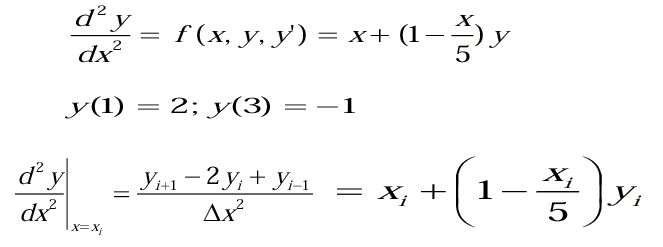 d²y/dx² = f(x, y, y') = x + (1 − x/5) y
y(1) = 2; y(3) = −1
d²y/dx²|ₓ₌ₓᵢ = (yᵢ₊₁ − 2yᵢ + yᵢ₋₁)/Δx² = xᵢ + (1 − xᵢ/5) yᵢ